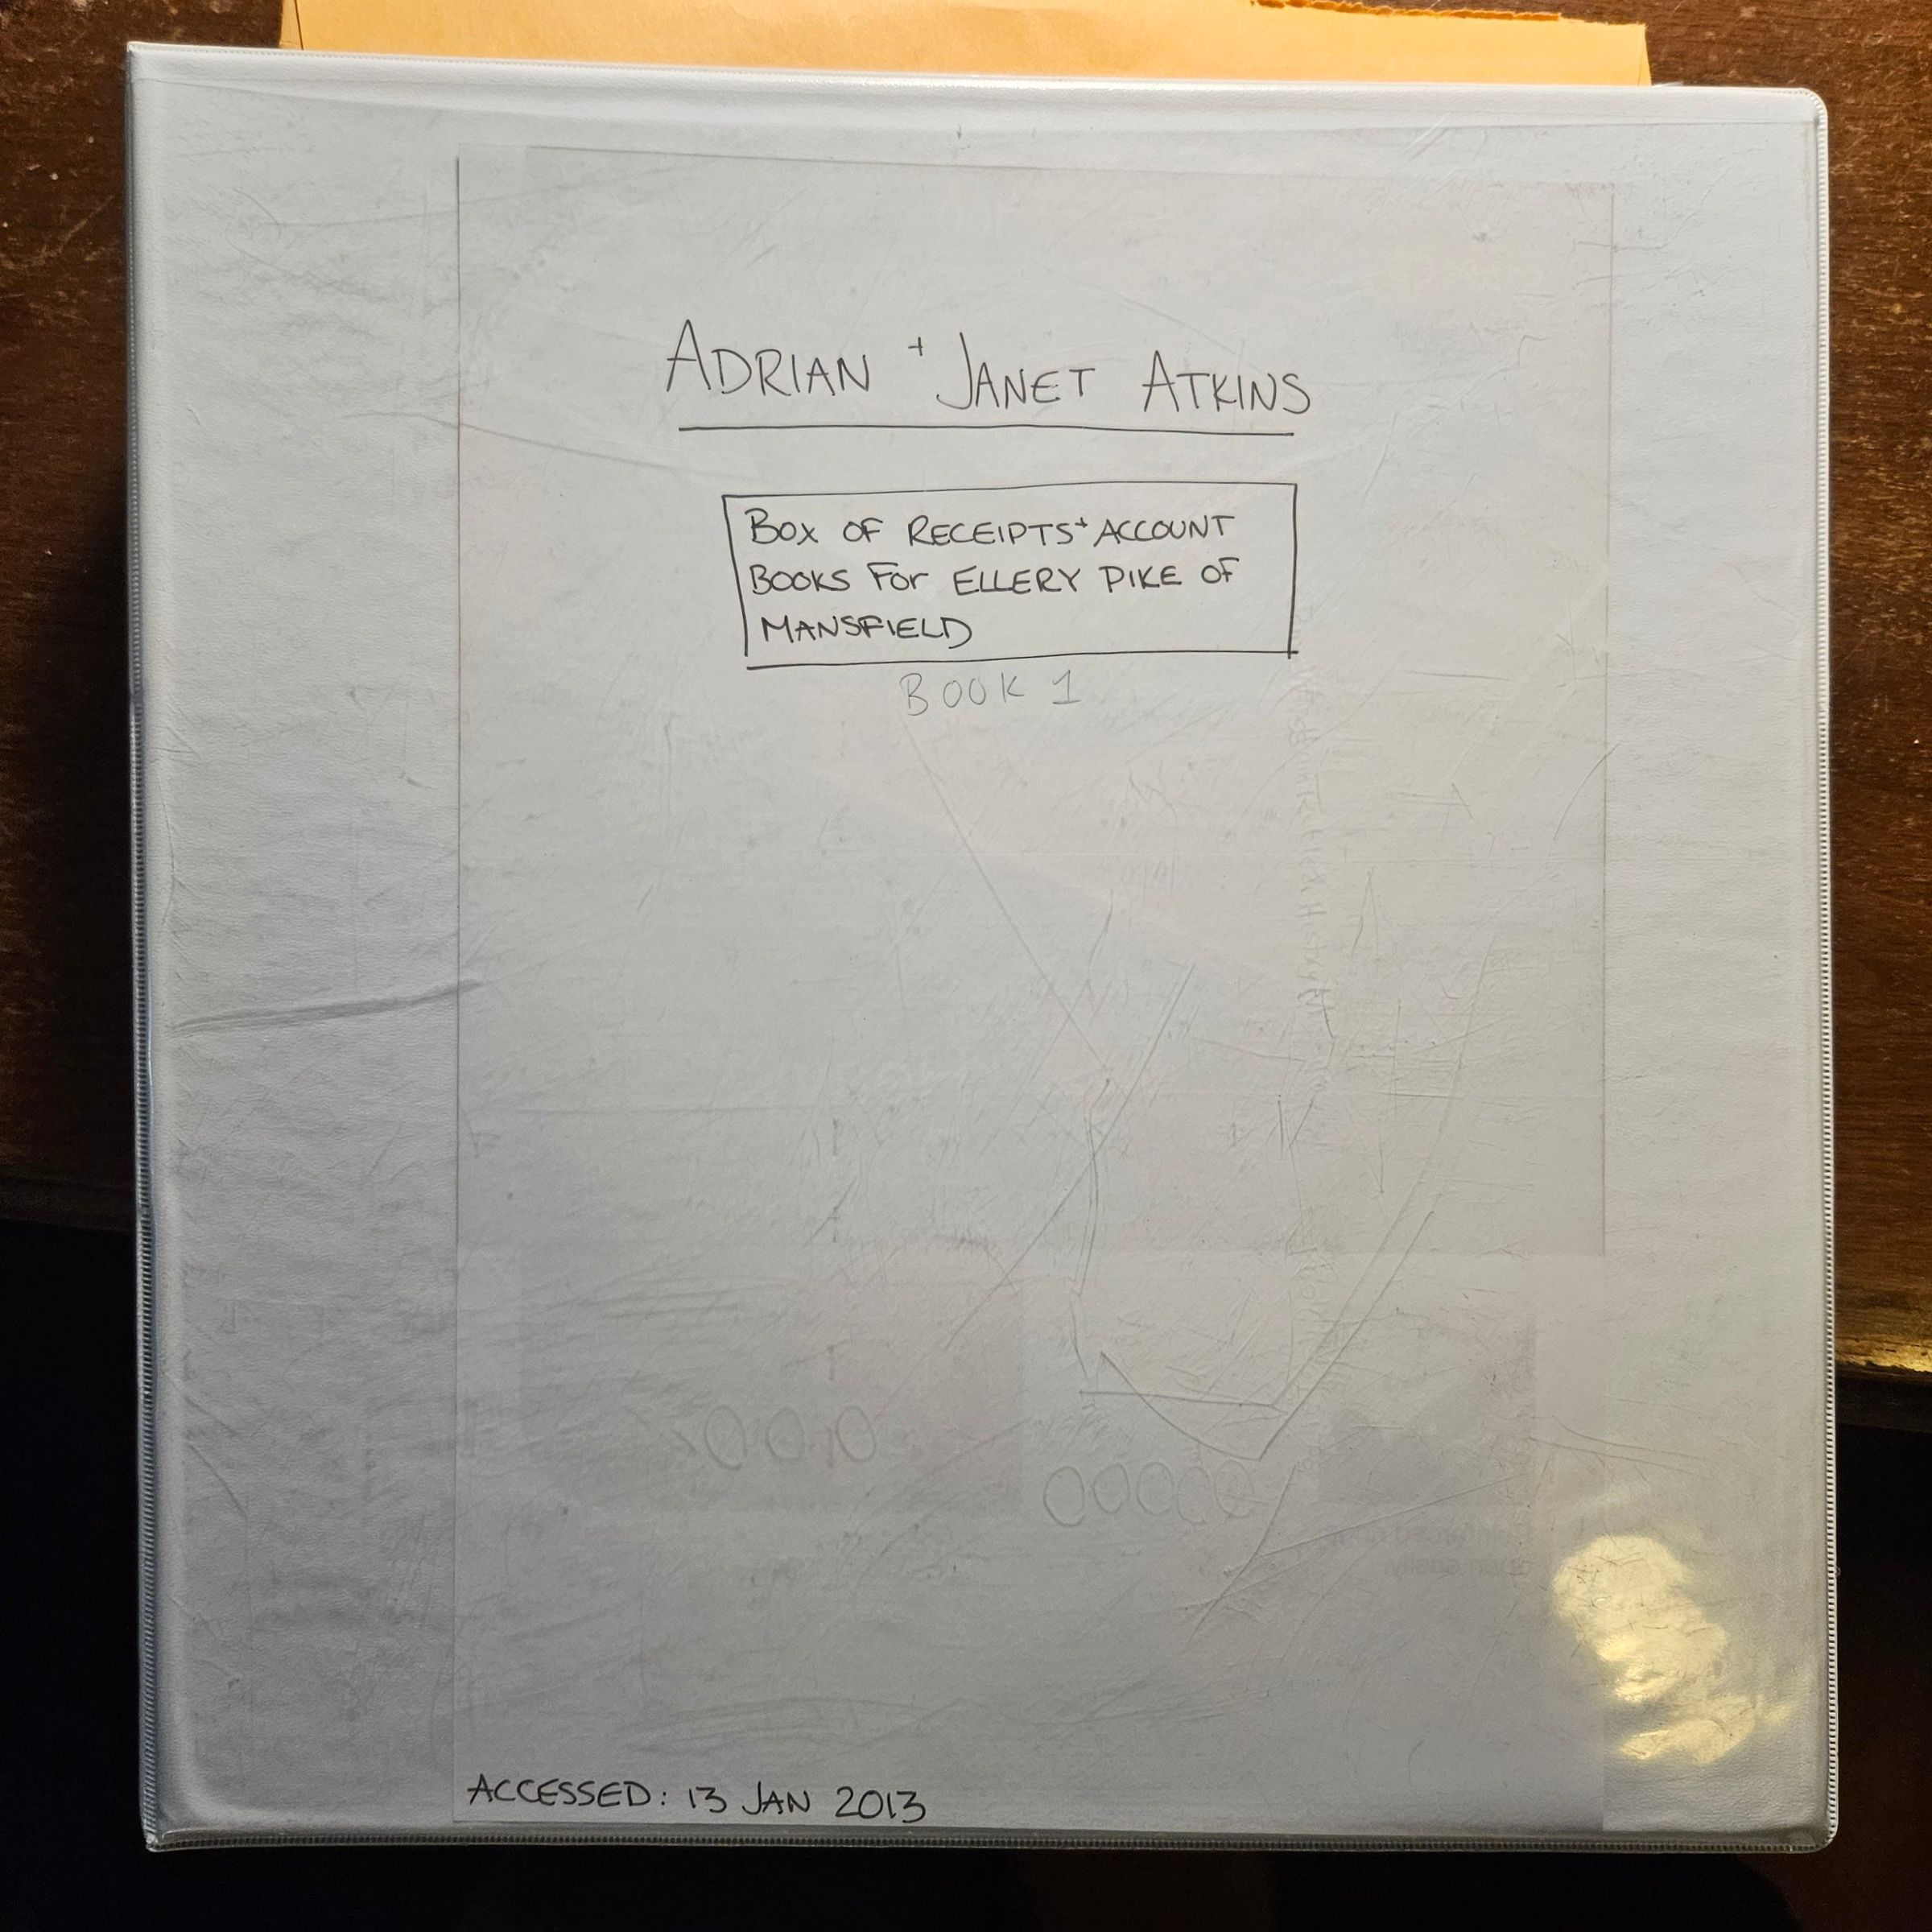 ADRIAN + JANET ATKINS
BOX OF RECEIPTS + ACCOUNT
BOOKS FOR ELLERY PIKE OF
MANSFIELD
BOOK 1
ACCESSED: 13 JAN 2013